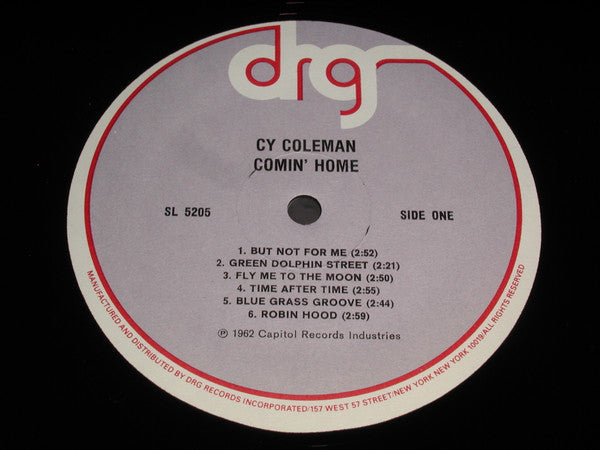 drg
CY COLEMAN
COMIN' HOME
SL 5205
SIDE ONE
1. BUT NOT FOR ME (2:52)
2. GREEN DOLPHIN STREET (2:21)
3. FLY ME TO THE MOON (2:50)
4. TIME AFTER TIME (2:55)
5. BLUE GRASS GROOVE (2:44)
6. ROBIN HOOD (2:59)
℗ 1962 Capitol Records Industries
MANUFACTURED AND DISTRIBUTED BY DRG RECORDS INCORPORATED/157 WEST 57 STREET/NEW YORK, NEW YORK 10019/ALL RIGHTS RESERVED